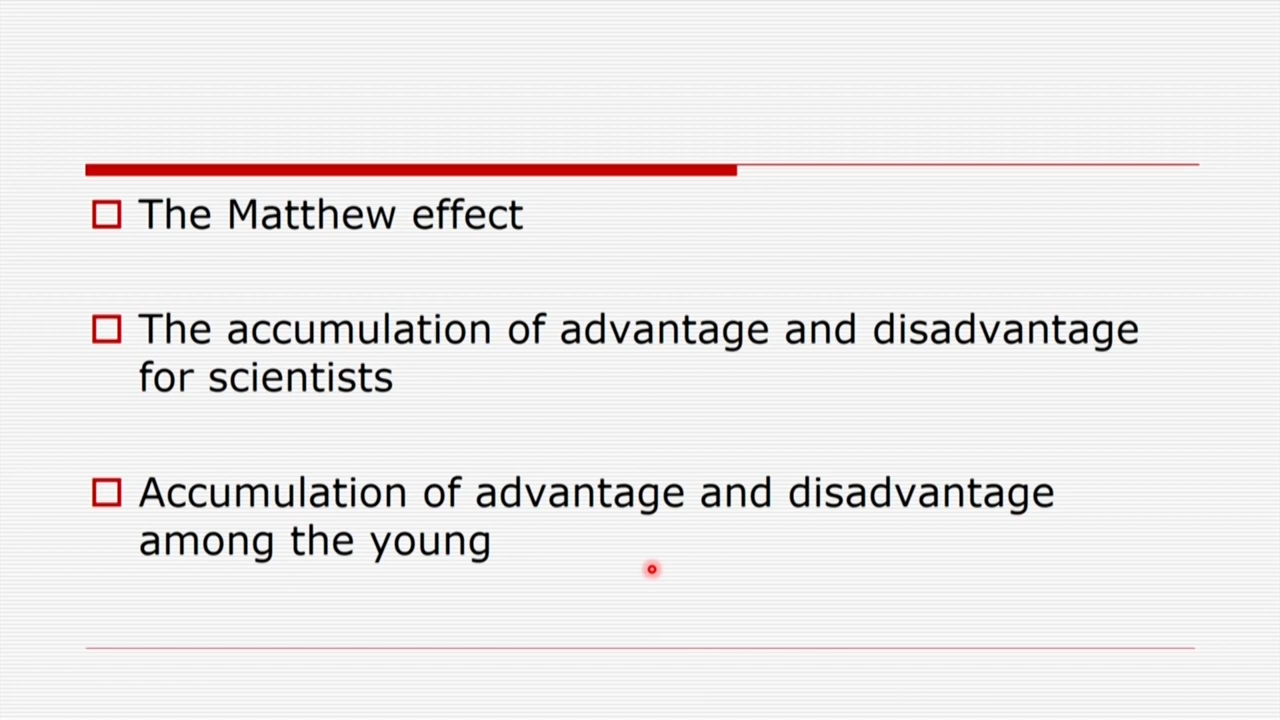 The Matthew effect
The accumulation of advantage and disadvantage
for scientists
Accumulation of advantage and disadvantage
among the young